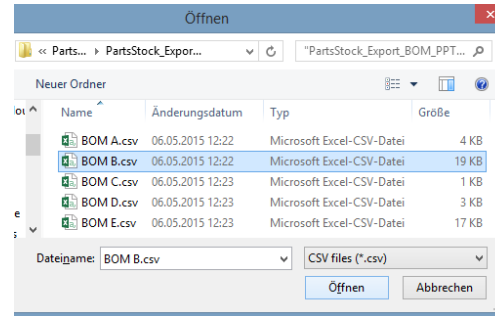 Öffnen
« Parts... PartsStock_Expor... "PartsStock_Export_BOM_PPT...
Neuer Ordner
Name Änderungsdatum Typ Größe
BOM A.csv 06.05.2015 12:22 Microsoft Excel-CSV-Datei 4 KB
BOM B.csv 06.05.2015 12:22 Microsoft Excel-CSV-Datei 19 KB
BOM C.csv 06.05.2015 12:23 Microsoft Excel-CSV-Datei 1 KB
BOM D.csv 06.05.2015 12:23 Microsoft Excel-CSV-Datei 3 KB
BOM E.csv 06.05.2015 12:23 Microsoft Excel-CSV-Datei 17 KB
Dateiname: BOM B.csv CSV files (*.csv)
Öffnen Abbrechen